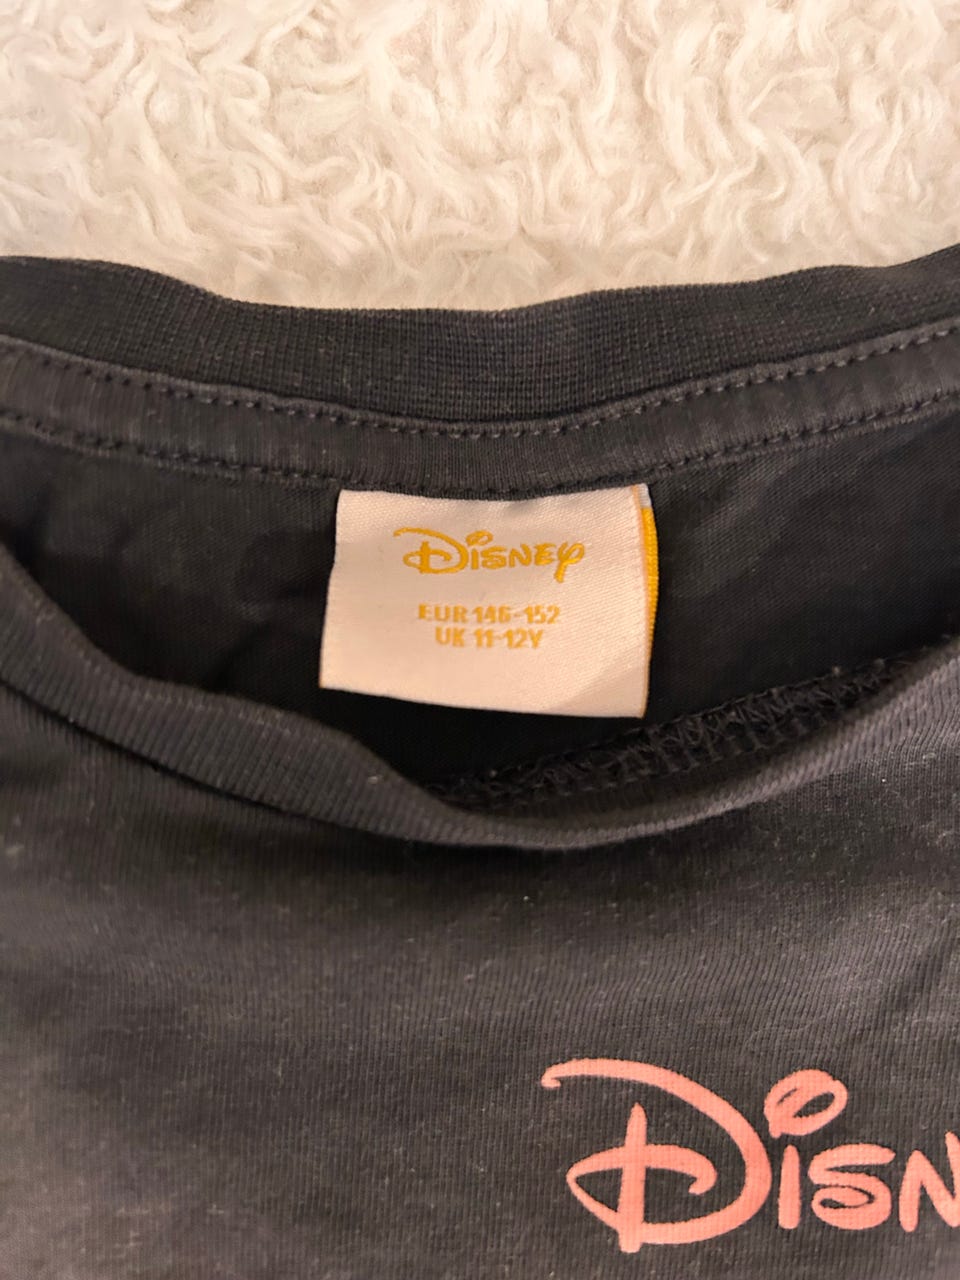 Disney
EUR 146-152
UK 11-12Y
Disn